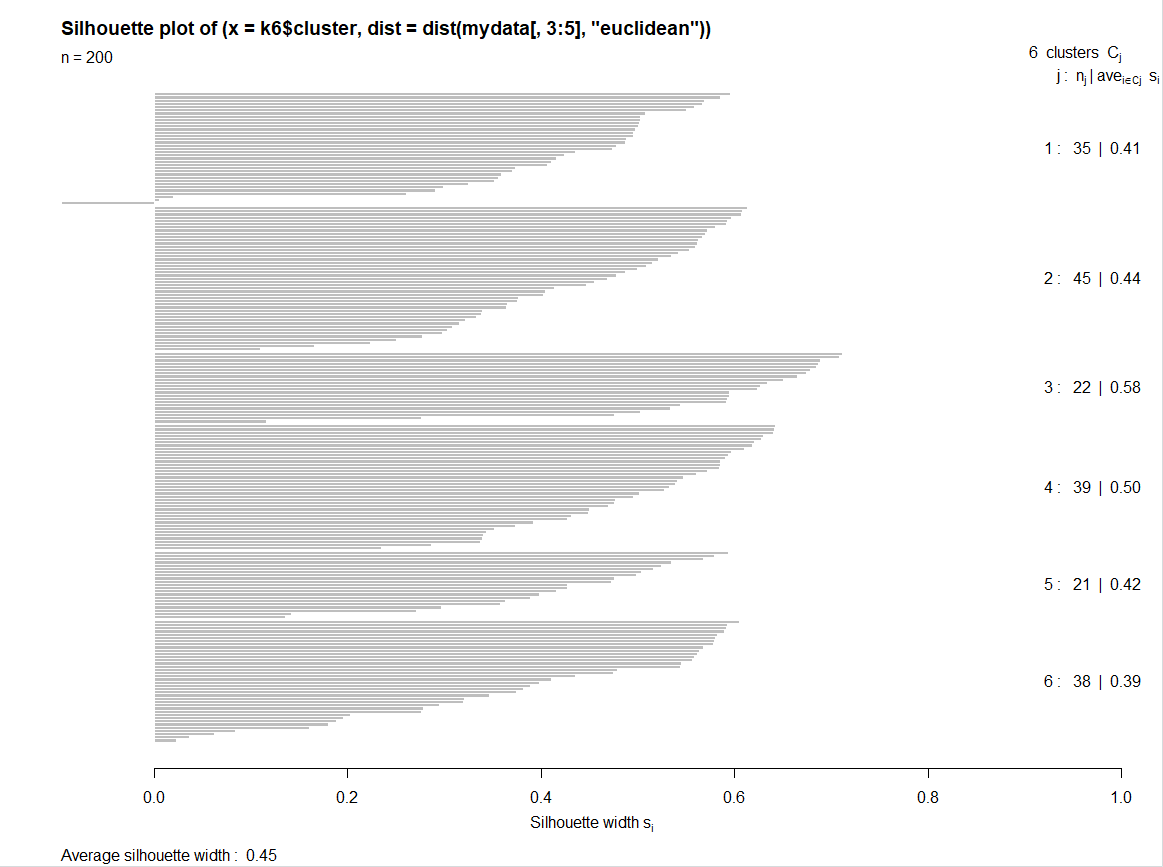 Silhouette plot of (x = k6$cluster, dist = dist(mydata[, 3:5], "euclidean"))
n = 200
6 clusters Cj
j : nj | avei∈Cj si
1 : 35 | 0.41
2 : 45 | 0.44
3 : 22 | 0.58
4 : 39 | 0.50
5 : 21 | 0.42
6 : 38 | 0.39
0.0 0.2 0.4 0.6 0.8 1.0
Silhouette width si
Average silhouette width : 0.45